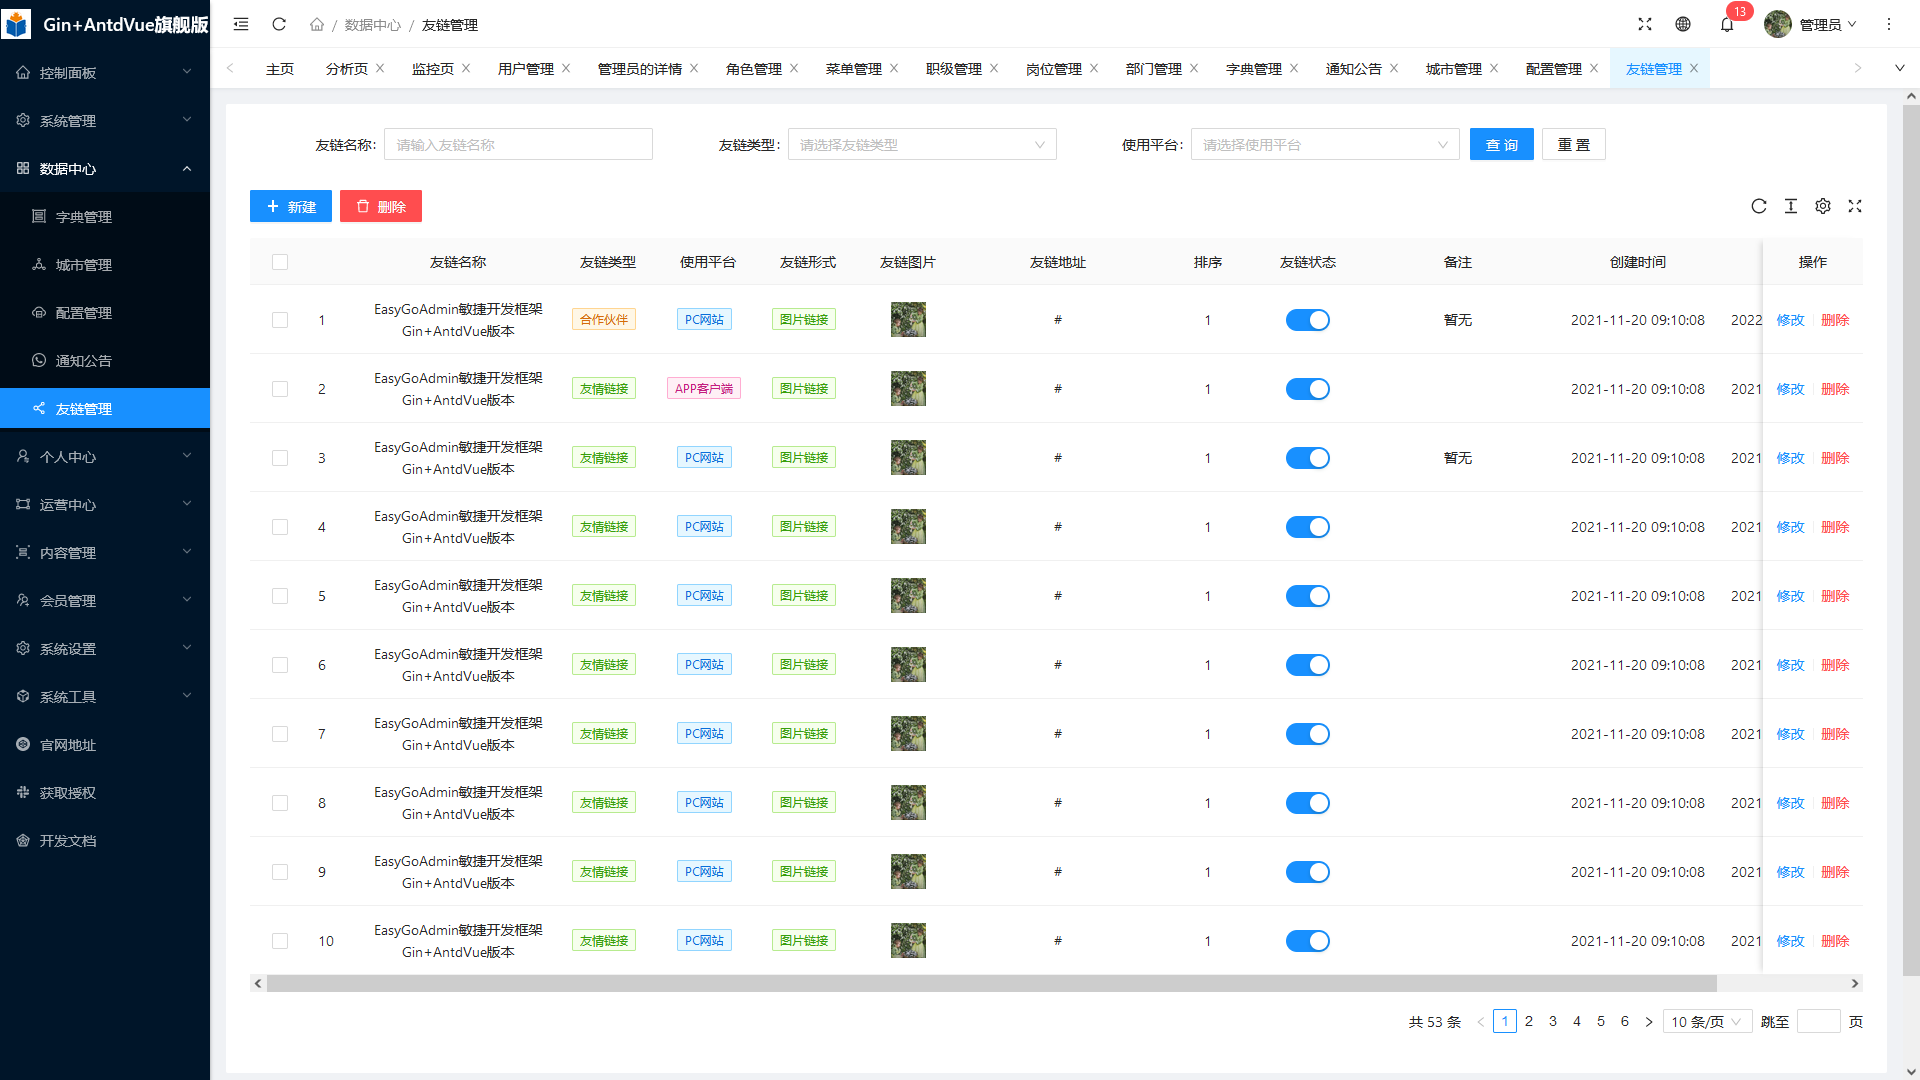 Gin+AntdVue旗舰版
控制面板
系统管理
数据中心
字典管理
城市管理
配置管理
通知公告
友链管理
个人中心
运营中心
内容管理
会员管理
系统设置
系统工具
官网地址
获取授权
开发文档
/ 数据中心 / 友链管理
13
管理员
主页 分析页 监控页 用户管理 管理员的详情 角色管理 菜单管理 职级管理 岗位管理 部门管理 字典管理 通知公告 城市管理 配置管理 友链管理
友链名称: 请输入友链名称 友链类型: 请选择友链类型 使用平台: 请选择使用平台 查 询 重 置
新建 删除
友链名称 友链类型 使用平台 友链形式 友链图片 友链地址 排序 友链状态 备注 创建时间 操作
1 EasyGoAdmin敏捷开发框架 合作伙伴 PC网站 图片链接 # 1 暂无 2021-11-20 09:10:08 2022 修改 删除
Gin+AntdVue版本
2 EasyGoAdmin敏捷开发框架 友情链接 APP客户端 图片链接 # 1 2021-11-20 09:10:08 2021 修改 删除
Gin+AntdVue版本
3 EasyGoAdmin敏捷开发框架 友情链接 PC网站 图片链接 # 1 暂无 2021-11-20 09:10:08 2021 修改 删除
Gin+AntdVue版本
4 EasyGoAdmin敏捷开发框架 友情链接 PC网站 图片链接 # 1 2021-11-20 09:10:08 2021 修改 删除
Gin+AntdVue版本
5 EasyGoAdmin敏捷开发框架 友情链接 PC网站 图片链接 # 1 2021-11-20 09:10:08 2021 修改 删除
Gin+AntdVue版本
6 EasyGoAdmin敏捷开发框架 友情链接 PC网站 图片链接 # 1 2021-11-20 09:10:08 2021 修改 删除
Gin+AntdVue版本
7 EasyGoAdmin敏捷开发框架 友情链接 PC网站 图片链接 # 1 2021-11-20 09:10:08 2021 修改 删除
Gin+AntdVue版本
8 EasyGoAdmin敏捷开发框架 友情链接 PC网站 图片链接 # 1 2021-11-20 09:10:08 2021 修改 删除
Gin+AntdVue版本
9 EasyGoAdmin敏捷开发框架 友情链接 PC网站 图片链接 # 1 2021-11-20 09:10:08 2021 修改 删除
Gin+AntdVue版本
10 EasyGoAdmin敏捷开发框架 友情链接 PC网站 图片链接 # 1 2021-11-20 09:10:08 2021 修改 删除
Gin+AntdVue版本
共 53 条 1 2 3 4 5 6 10 条/页 跳至 页